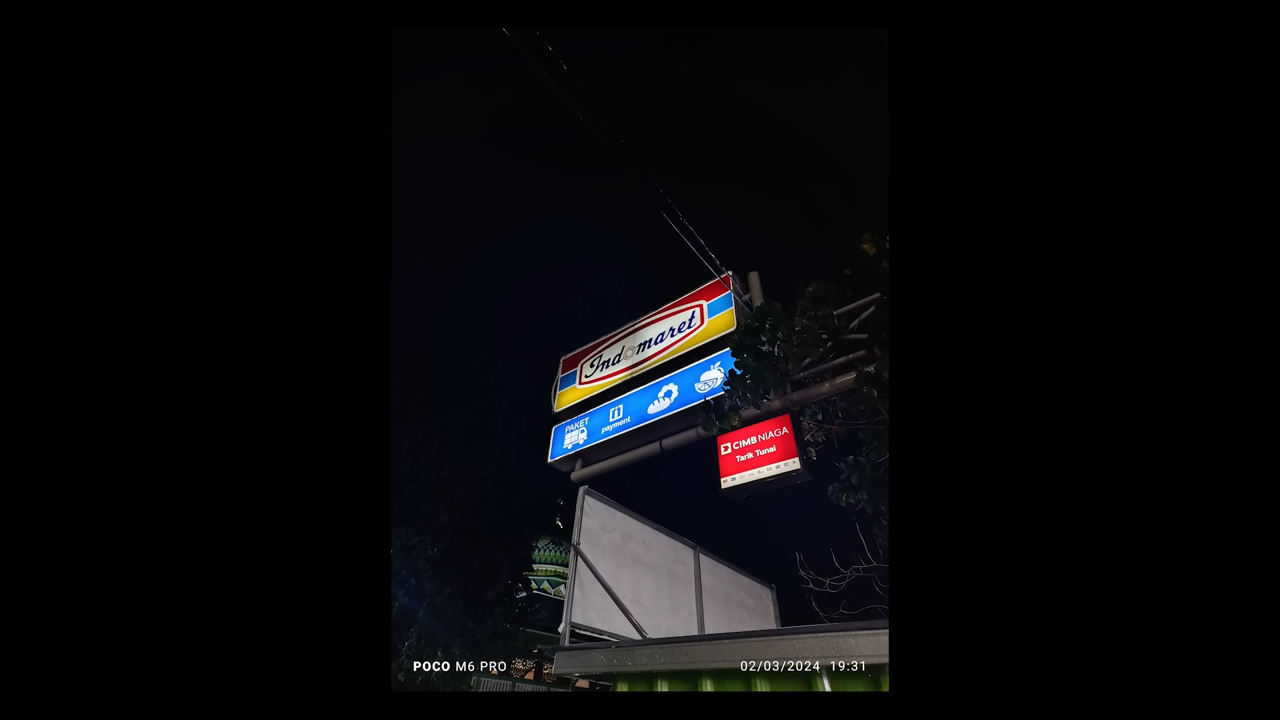 Indomaret
PAKET
payment
CIMB NIAGA
Tarik Tunai
POCO M6 PRO
02/03/2024 19:31